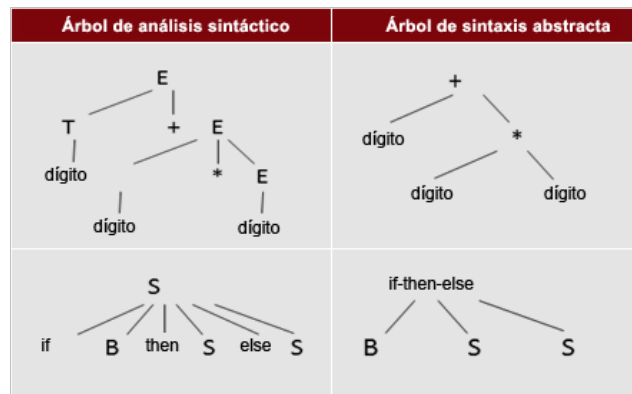 Árbol de análisis sintáctico
Árbol de sintaxis abstracta
E
T + E
dígito * E
dígito dígito
+
dígito *
dígito dígito
S
if B then S else S
if-then-else
B S S